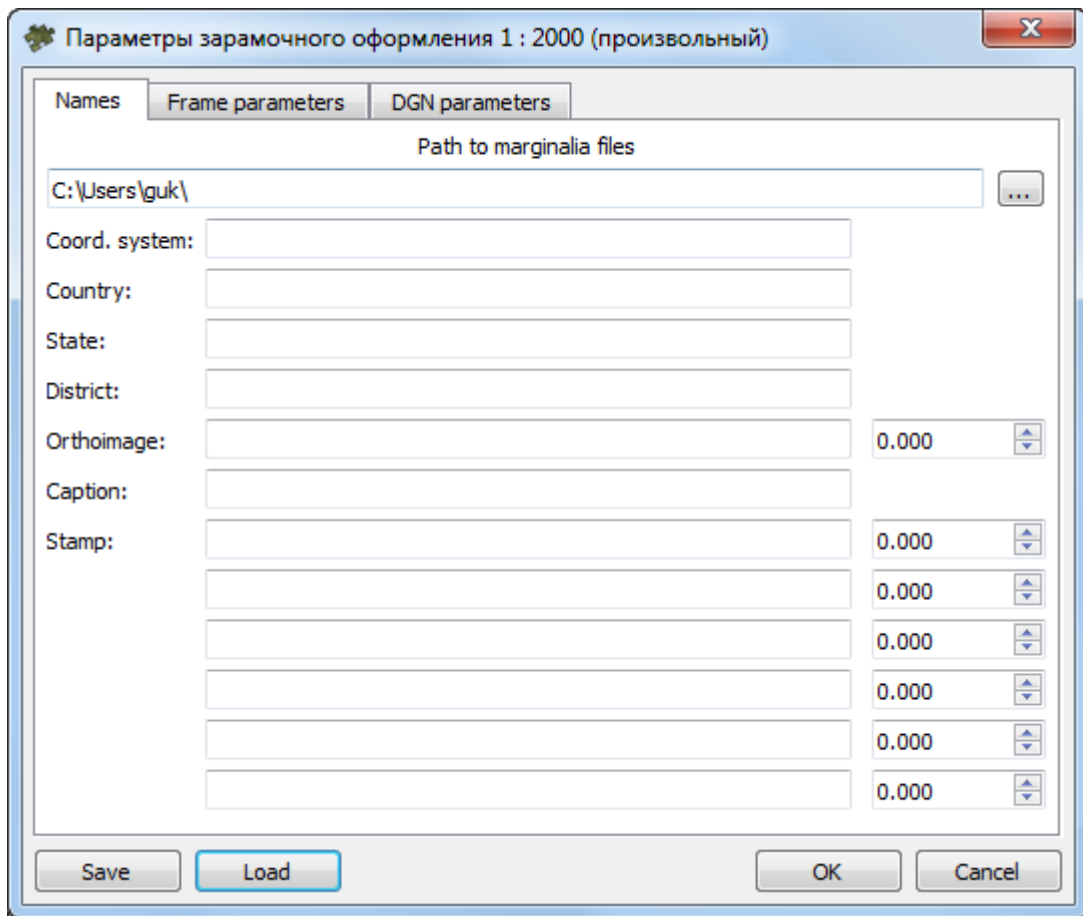 Параметры зарамочного оформления 1 : 2000 (произвольный)
Names Frame parameters DGN parameters
Path to marginalia files
C:\Users\guk\ ...
Coord. system:
Country:
State:
District:
Orthoimage: 0.000
Caption:
Stamp: 0.000
0.000
0.000
0.000
0.000
0.000
Save Load OK Cancel